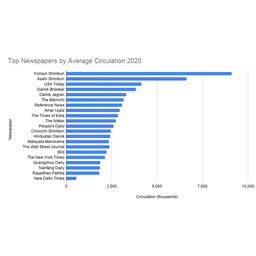 Top Newspapers by Average Circulation 2020
Yomiuri Shimbun
Asahi Shimbun
USA Today
Dainik Bhaskar
Dainik Jagran
The Mainichi
Reference News
Amar Ujala
The Times of India
The Nikkei
People's Daily
Chunichi Shimbun
Hindustan Dainik
Malayala Manorama
The Wall Street Journal
Bild
The New York Times
Guangzhou Daily
Nanfang Daily
Rajasthan Patrika
New Delhi Times
Newspaper
0
2,500
5,000
7,500
10,000
Circulation (thousands)